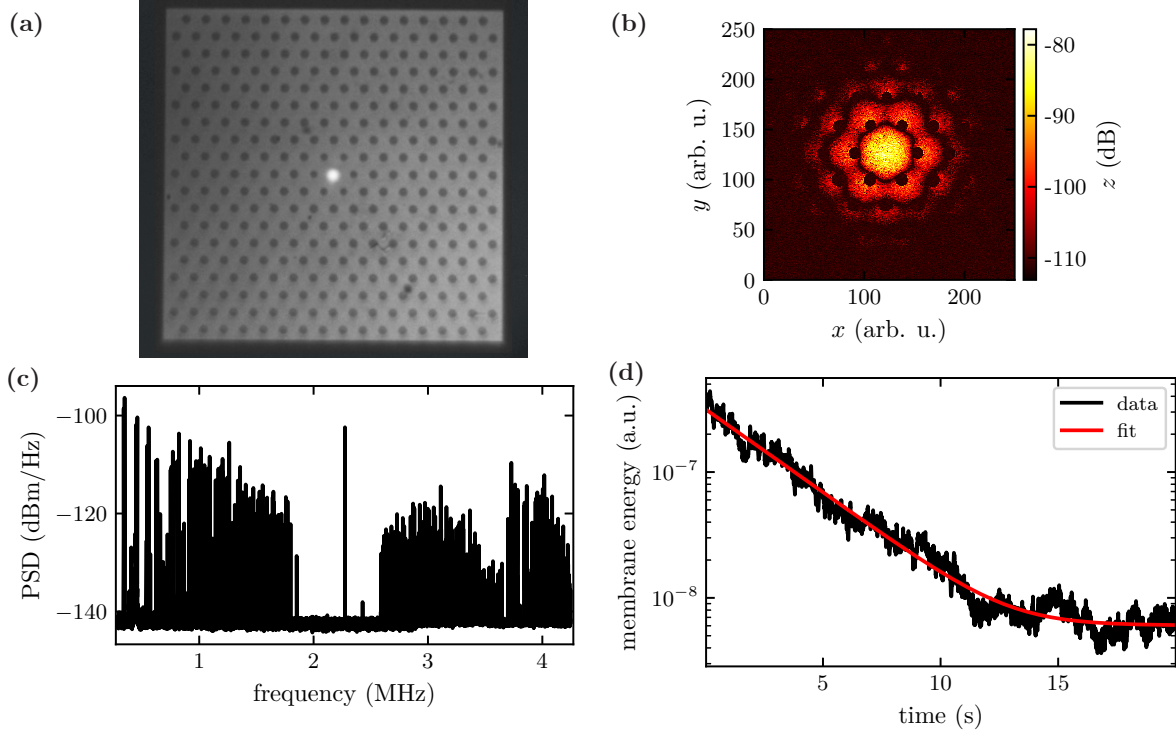 (a)
(b)
250
200
150
100
50
0
y (arb. u.)
0
100
200
x (arb. u.)
-80
-90
-100
-110
z (dB)
(c)
−100
−120
−140
PSD (dBm/Hz)
1
2
3
4
frequency (MHz)
(d)
data
fit
10⁻⁷
10⁻⁸
membrane energy (a.u.)
5
10
15
time (s)